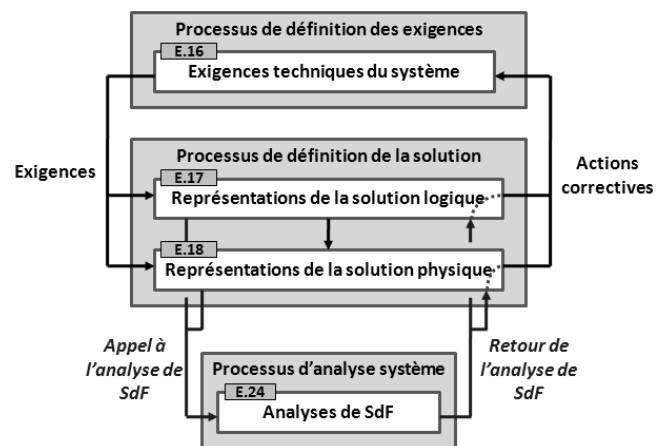 Processus de définition des exigences
E.16
Exigences techniques du système
Exigences
Processus de définition de la solution
E.17
Représentations de la solution logique
Actions
correctives
E.18
Représentations de la solution physique
Appel à
l'analyse de
SdF
Processus d'analyse système
E.24
Analyses de SdF
Retour de
l'analyse de
SdF